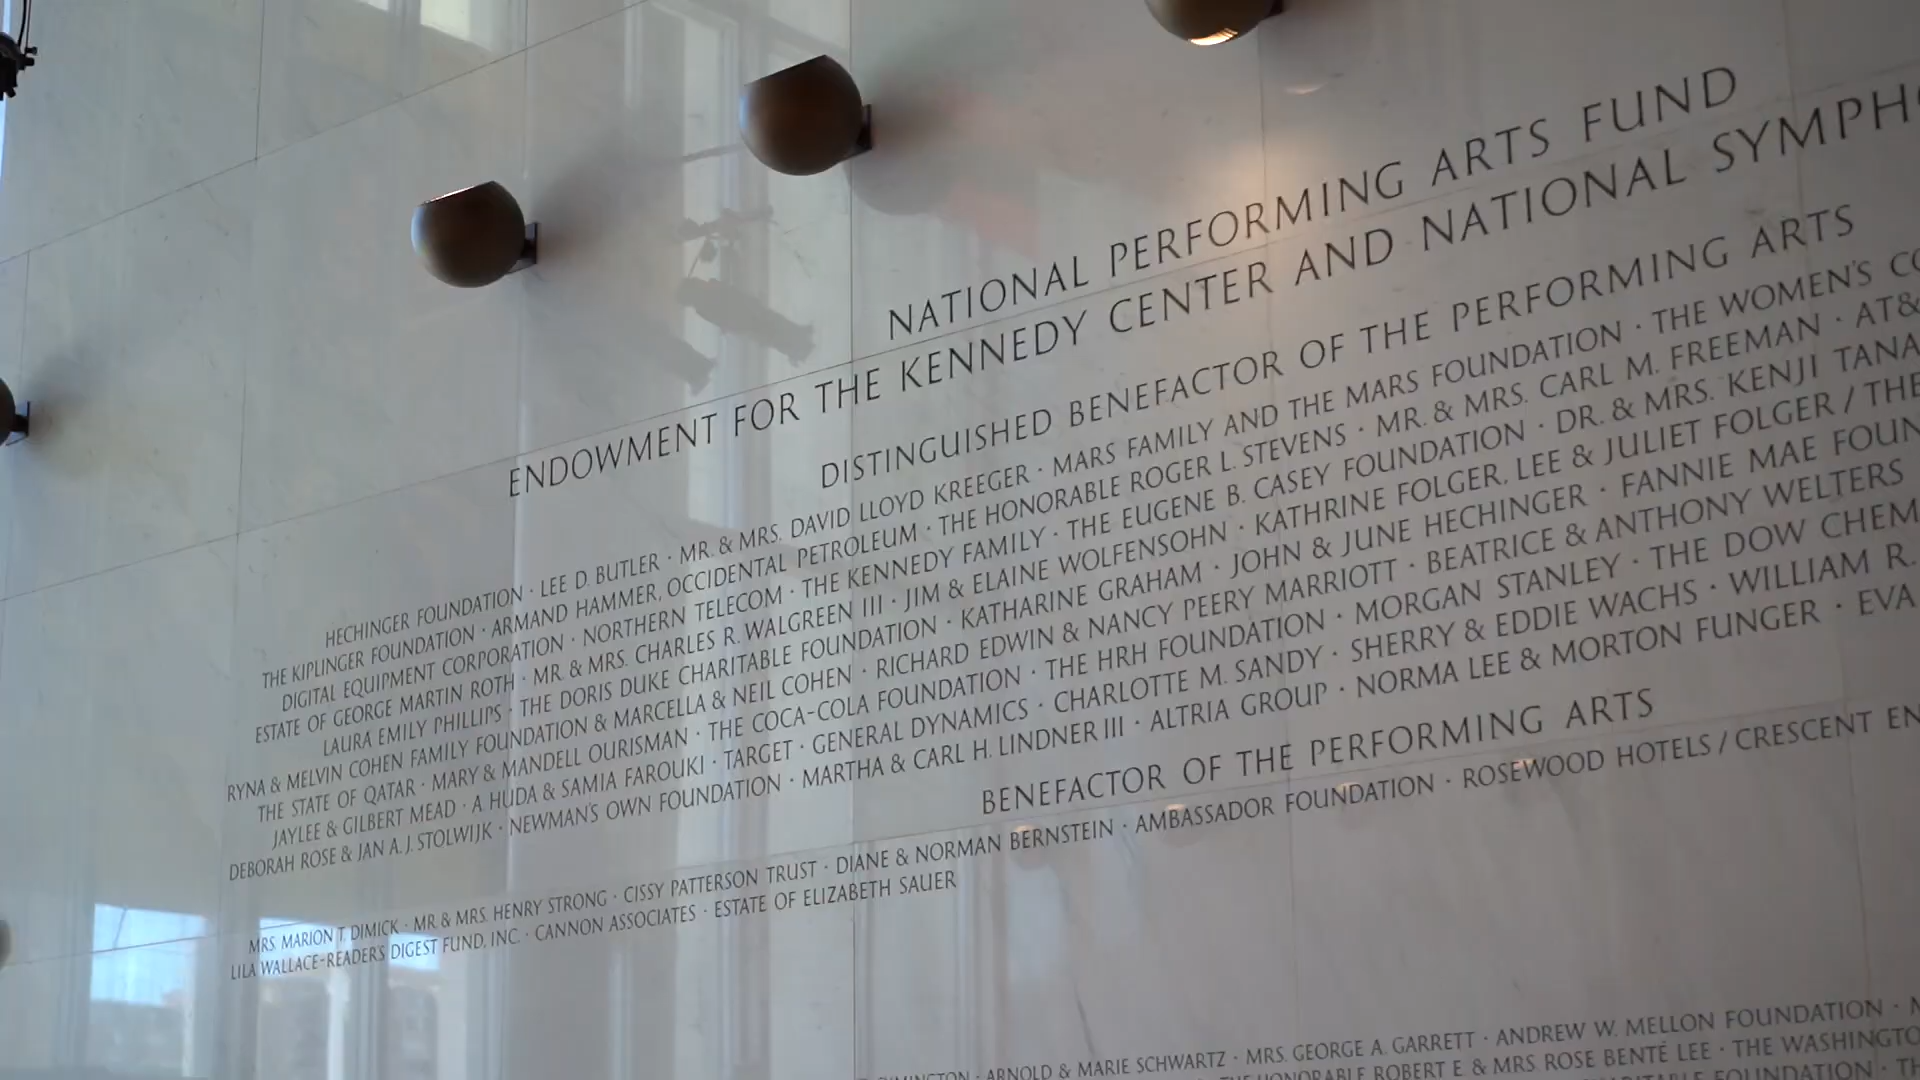 NATIONAL PERFORMING ARTS FUND
ENDOWMENT FOR THE KENNEDY CENTER AND NATIONAL
DISTINGUISHED BENEFACTOR OF THE PERFORMING ARTS
HECHINGER FOUNDATION · LEE D. BUTLER · MR. & MRS. DAVID LLOYD KREEGER · MARS FAMILY AND THE MARS FOUNDATION · THE WOMEN'S
THE KIPLINGER FOUNDATION · ARMAND HAMMER, OCCIDENTAL PETROLEUM · THE HONORABLE ROGER L. STEVENS · MR. & MRS. CARL M. FREEMAN · AT&
DIGITAL EQUIPMENT CORPORATION · NORTHERN TELECOM · THE KENNEDY FAMILY · THE EUGENE B. CASEY FOUNDATION · DR. & MRS. KENJI
ESTATE OF GEORGE MARTIN ROTH · MR. & MRS. CHARLES R. WALGREEN III · JIM & ELAINE WOLFENSOHN · KATHRINE FOLGER, LEE & JULIET FOLGER / THE
LAURA EMILY PHILLIPS · THE DORIS DUKE CHARITABLE FOUNDATION · KATHARINE GRAHAM · JOHN & JUNE HECHINGER · FANNIE MAE
RYNA & MELVIN COHEN FAMILY FOUNDATION & MARCELLA & NEIL COHEN · RICHARD EDWIN & NANCY PEERY MARRIOTT · BEATRICE & ANTHONY WELTERS
THE STATE OF QATAR · MARY & MANDELL OURISMAN · THE COCA-COLA FOUNDATION · THE HRH FOUNDATION · MORGAN STANLEY · THE DOW
JAYLEE & GILBERT MEAD · A. HUDA & SAMIA FAROUKI · TARGET · GENERAL DYNAMICS · CHARLOTTE M. SANDY · SHERRY & EDDIE WACHS · WILLIAM R.
DEBORAH ROSE & JAN A. J. STOLWIJK · NEWMAN'S OWN FOUNDATION · MARTHA & CARL H. LINDNER III · ALTRIA GROUP · NORMA LEE & MORTON FUNGER · EVA
BENEFACTOR OF THE PERFORMING ARTS
MRS. MARION T. DIMICK · MR. & MRS. HENRY STRONG · CISSY PATTERSON TRUST · DIANE & NORMAN BERNSTEIN · AMBASSADOR FOUNDATION · ROSEWOOD HOTELS / CRESCENT
LILA WALLACE-READER'S DIGEST FUND, INC. · CANNON ASSOCIATES · ESTATE OF ELIZABETH SAUER
ARNOLD & MARIE SCHWARTZ · MRS. GEORGE A. GARRETT · ANDREW W. MELLON FOUNDATION ·
HONORABLE ROBERT E. & MRS ROSE BENTÉ LEE · THE
FOUNDATION ·